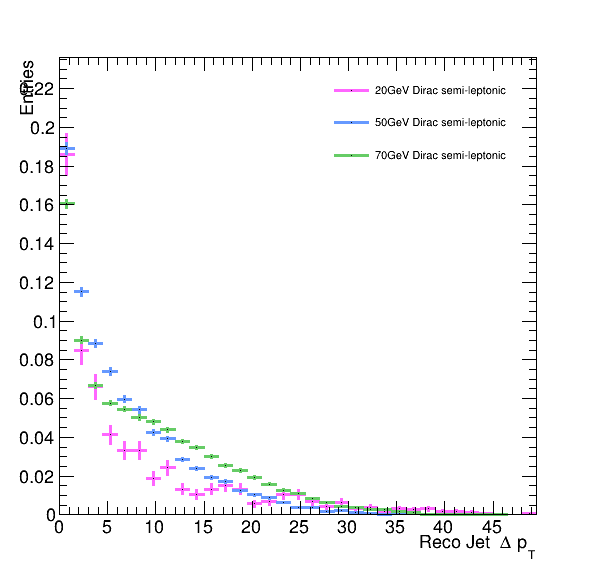 Entries
0.22
20GeV Dirac semi-leptonic
50GeV Dirac semi-leptonic
70GeV Dirac semi-leptonic
0.2
0.18
0.16
0.14
0.12
0.1
0.08
0.06
0.04
0.02
0
0 5 10 15 20 25 30 35 40 45
Reco Jet Δ pT